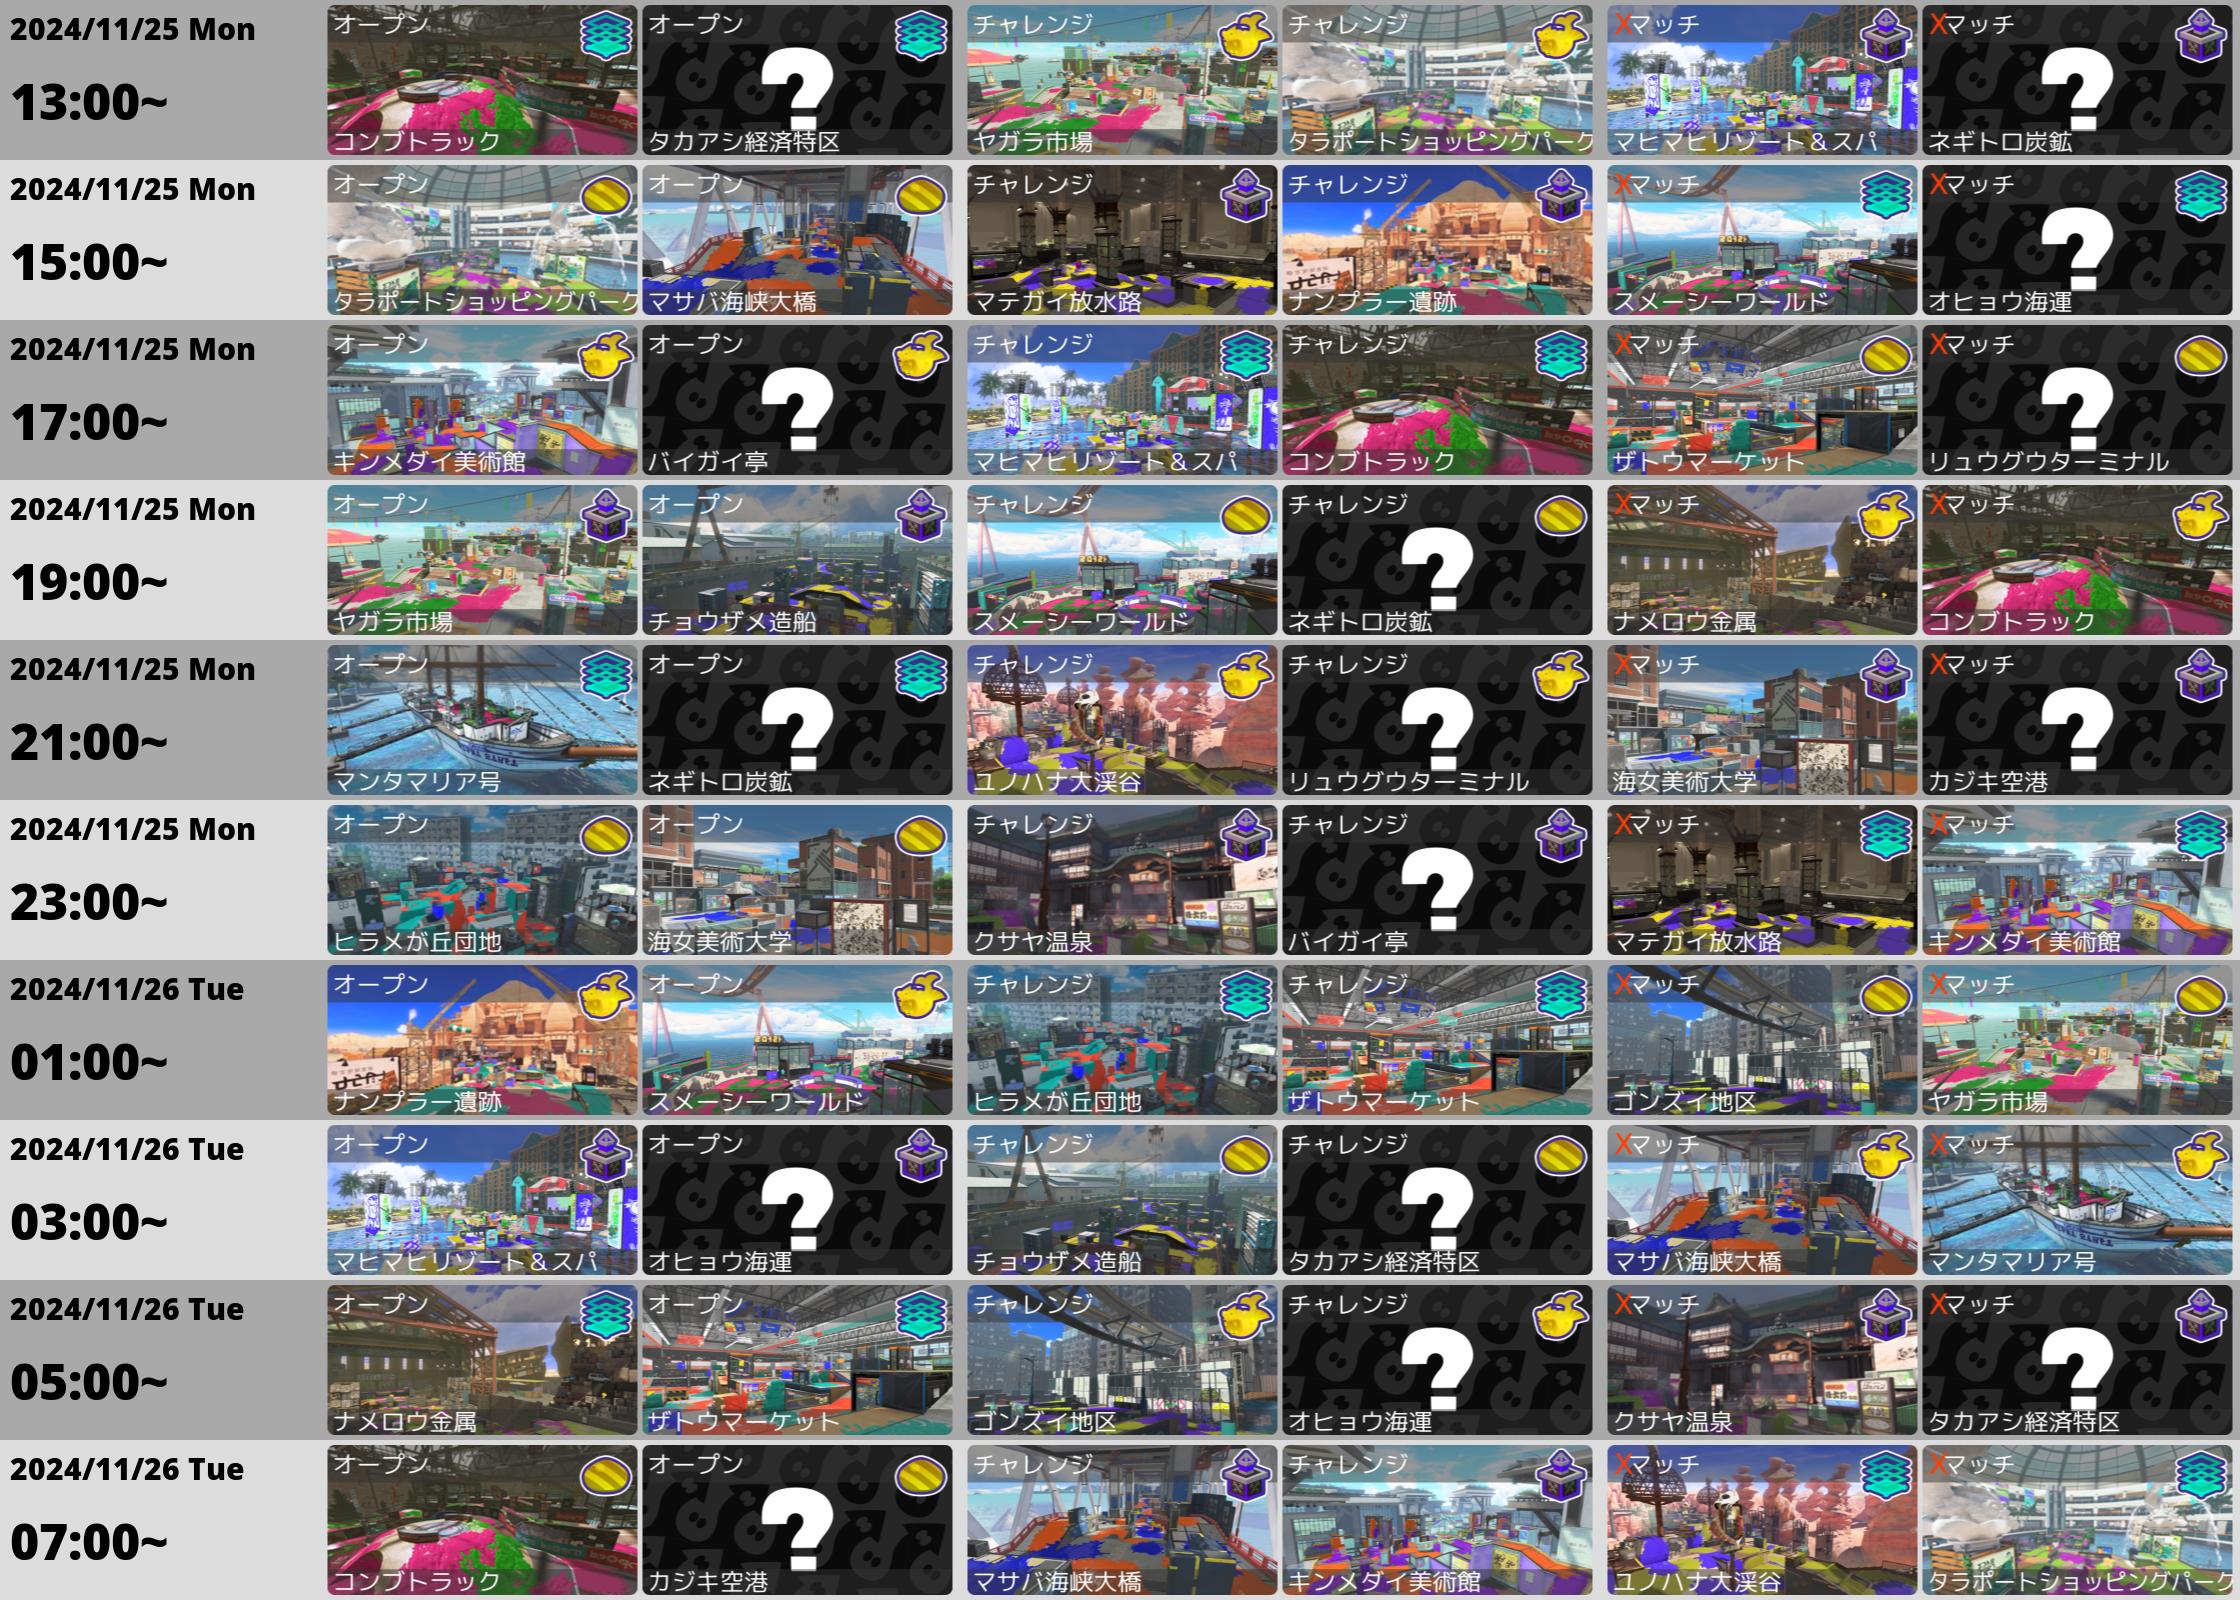 2024/11/25 Mon
13:00~
オープン
コンブトラック
オープン
タカアシ経済特区
チャレンジ
ヤガラ市場
チャレンジ
タラポートショッピングパーク
Xマッチ
マヒマヒリゾート＆スパ
Xマッチ
ネギトロ炭鉱
2024/11/25 Mon
15:00~
オープン
タラポートショッピングパーク
オープン
マサバ海峡大橋
チャレンジ
マテガイ放水路
チャレンジ
ナンプラー遺跡
Xマッチ
スメーシーワールド
Xマッチ
オヒョウ海運
2024/11/25 Mon
17:00~
オープン
キンメダイ美術館
オープン
バイガイ亭
チャレンジ
マヒマヒリゾート＆スパ
チャレンジ
コンブトラック
Xマッチ
ザトウマーケット
Xマッチ
リュウグウターミナル
2024/11/25 Mon
19:00~
オープン
ヤガラ市場
オープン
チョウザメ造船
チャレンジ
スメーシーワールド
チャレンジ
ネギトロ炭鉱
Xマッチ
ナメロウ金属
Xマッチ
コンブトラック
2024/11/25 Mon
21:00~
オープン
マンタマリア号
オープン
ネギトロ炭鉱
チャレンジ
ユノハナ大渓谷
チャレンジ
リュウグウターミナル
Xマッチ
海女美術大学
Xマッチ
カジキ空港
2024/11/25 Mon
23:00~
オープン
ヒラメが丘団地
オープン
海女美術大学
チャレンジ
クサヤ温泉
チャレンジ
バイガイ亭
Xマッチ
マテガイ放水路
Xマッチ
キンメダイ美術館
2024/11/26 Tue
01:00~
オープン
ナンプラー遺跡
オープン
スメーシーワールド
チャレンジ
ヒラメが丘団地
チャレンジ
ザトウマーケット
Xマッチ
ゴンズイ地区
Xマッチ
ヤガラ市場
2024/11/26 Tue
03:00~
オープン
マヒマヒリゾート＆スパ
オープン
オヒョウ海運
チャレンジ
チョウザメ造船
チャレンジ
タカアシ経済特区
Xマッチ
マサバ海峡大橋
Xマッチ
マンタマリア号
2024/11/26 Tue
05:00~
オープン
ナメロウ金属
オープン
ザトウマーケット
チャレンジ
ゴンズイ地区
チャレンジ
オヒョウ海運
Xマッチ
クサヤ温泉
Xマッチ
タカアシ経済特区
2024/11/26 Tue
07:00~
オープン
コンブトラック
オープン
カジキ空港
チャレンジ
マサバ海峡大橋
チャレンジ
キンメダイ美術館
Xマッチ
ユノハナ大渓谷
Xマッチ
タラポートショッピングパーク